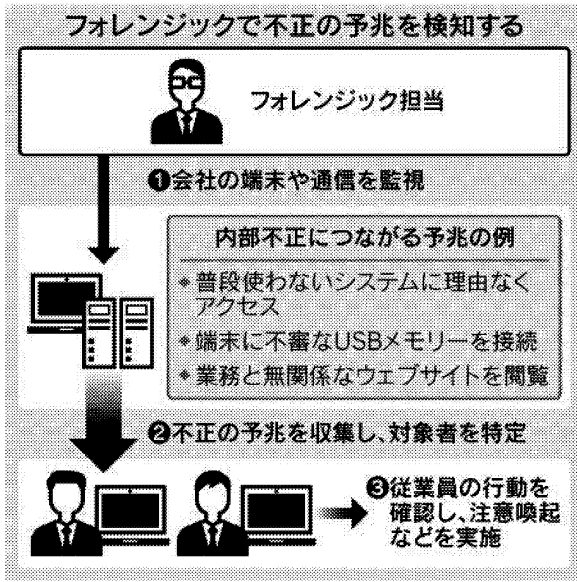 フォレンジックで不正の予兆を検知する
フォレンジック担当
❶会社の端末や通信を監視
内部不正につながる予兆の例
◆普段使わないシステムに理由なく
アクセス
◆端末に不審なUSBメモリーを接続
◆業務と無関係なウェブサイトを閲覧
❷不正の予兆を収集し、対象者を特定
❸従業員の行動を
確認し、注意喚起
などを実施